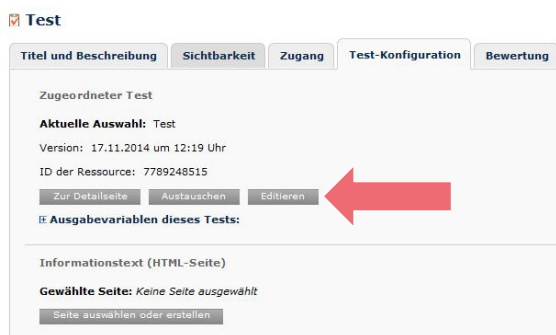 Test
Titel und Beschreibung Sichtbarkeit Zugang Test-Konfiguration Bewertung
Zugeordneter Test
Aktuelle Auswahl: Test
Version: 17.11.2014 um 12:19 Uhr
ID der Ressource: 7789248515
Zur Detailseite Austauschen Editieren
Ausgabevariablen dieses Tests:
Informationstext (HTML-Seite)
Gewählte Seite: Keine Seite ausgewählt
Seite auswählen oder erstellen